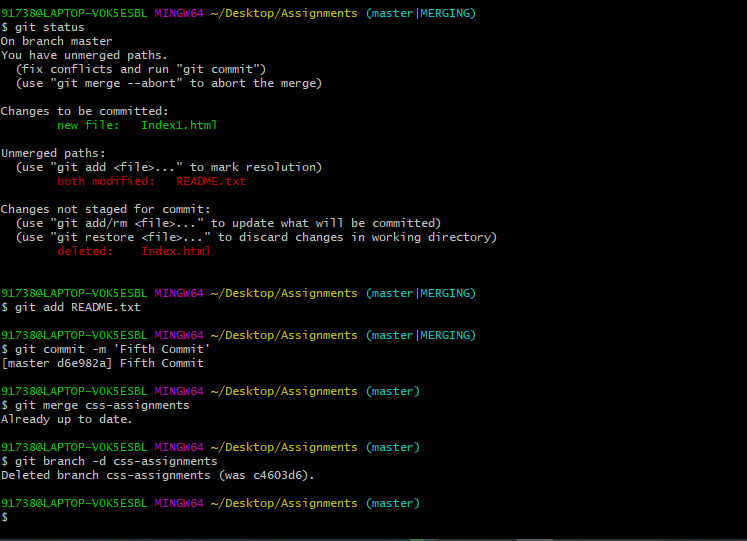 91738@LAPTOP-VOK5ESBL MINGW64 ~/Desktop/Assignments (master|MERGING)
$ git status
On branch master
You have unmerged paths.
  (fix conflicts and run "git commit")
  (use "git merge --abort" to abort the merge)

Changes to be committed:
        new file:   Index1.html

Unmerged paths:
  (use "git add <file>..." to mark resolution)
        both modified:   README.txt

Changes not staged for commit:
  (use "git add/rm <file>..." to update what will be committed)
  (use "git restore <file>..." to discard changes in working directory)
        deleted:    Index.html

91738@LAPTOP-VOK5ESBL MINGW64 ~/Desktop/Assignments (master|MERGING)
$ git add README.txt

91738@LAPTOP-VOK5ESBL MINGW64 ~/Desktop/Assignments (master|MERGING)
$ git commit -m 'Fifth Commit'
[master d6e982a] Fifth Commit

91738@LAPTOP-VOK5ESBL MINGW64 ~/Desktop/Assignments (master)
$ git merge css-assignments
Already up to date.

91738@LAPTOP-VOK5ESBL MINGW64 ~/Desktop/Assignments (master)
$ git branch -d css-assignments
Deleted branch css-assignments (was c4603d6).

91738@LAPTOP-VOK5ESBL MINGW64 ~/Desktop/Assignments (master)
$